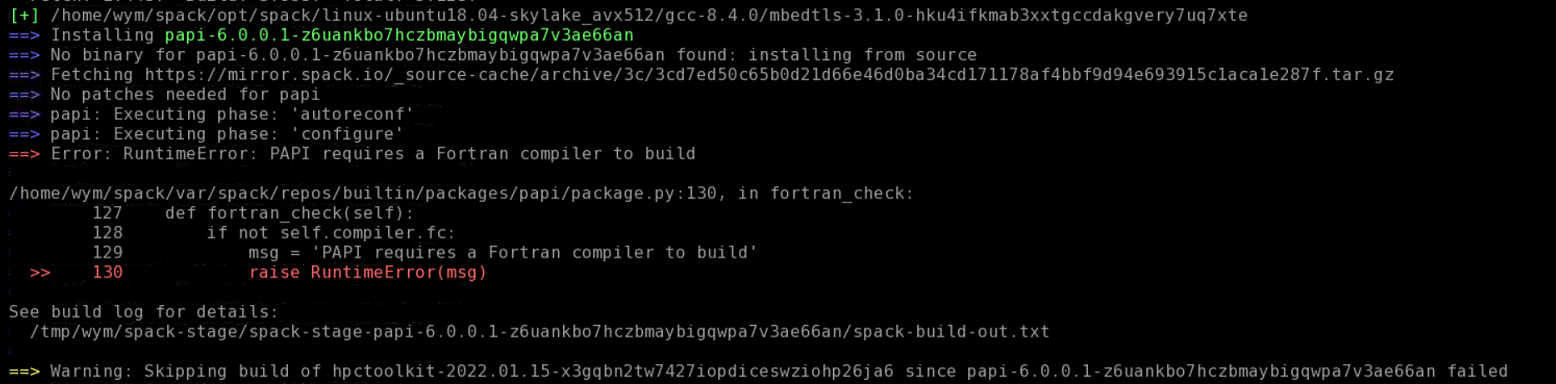 [+] /home/wym/spack/opt/spack/linux-ubuntu18.04-skylake_avx512/gcc-8.4.0/mbedtls-3.1.0-hku4ifkmab3xxtgccdakgvery7uq7xte
==> Installing papi-6.0.0.1-z6uankbo7hczbmaybigqwpa7v3ae66an
==> No binary for papi-6.0.0.1-z6uankbo7hczbmaybigqwpa7v3ae66an found: installing from source
==> Fetching https://mirror.spack.io/_source-cache/archive/3c/3cd7ed50c65b0d21d66e46d0ba34cd171178af4bbf9d94e693915c1aca1e287f.tar.gz
==> No patches needed for papi
==> papi: Executing phase: 'autoreconf'
==> papi: Executing phase: 'configure'
==> Error: RuntimeError: PAPI requires a Fortran compiler to build
/home/wym/spack/var/spack/repos/builtin/packages/papi/package.py:130, in fortran_check:
127 def fortran_check(self):
128 if not self.compiler.fc:
129 msg = 'PAPI requires a Fortran compiler to build'
>> 130 raise RuntimeError(msg)
See build log for details:
/tmp/wym/spack-stage/spack-stage-papi-6.0.0.1-z6uankbo7hczbmaybigqwpa7v3ae66an/spack-build-out.txt
==> Warning: Skipping build of hpctoolkit-2022.01.15-x3gqbn2tw7427iopdiceswziohp26ja6 since papi-6.0.0.1-z6uankbo7hczbmaybigqwpa7v3ae66an failed